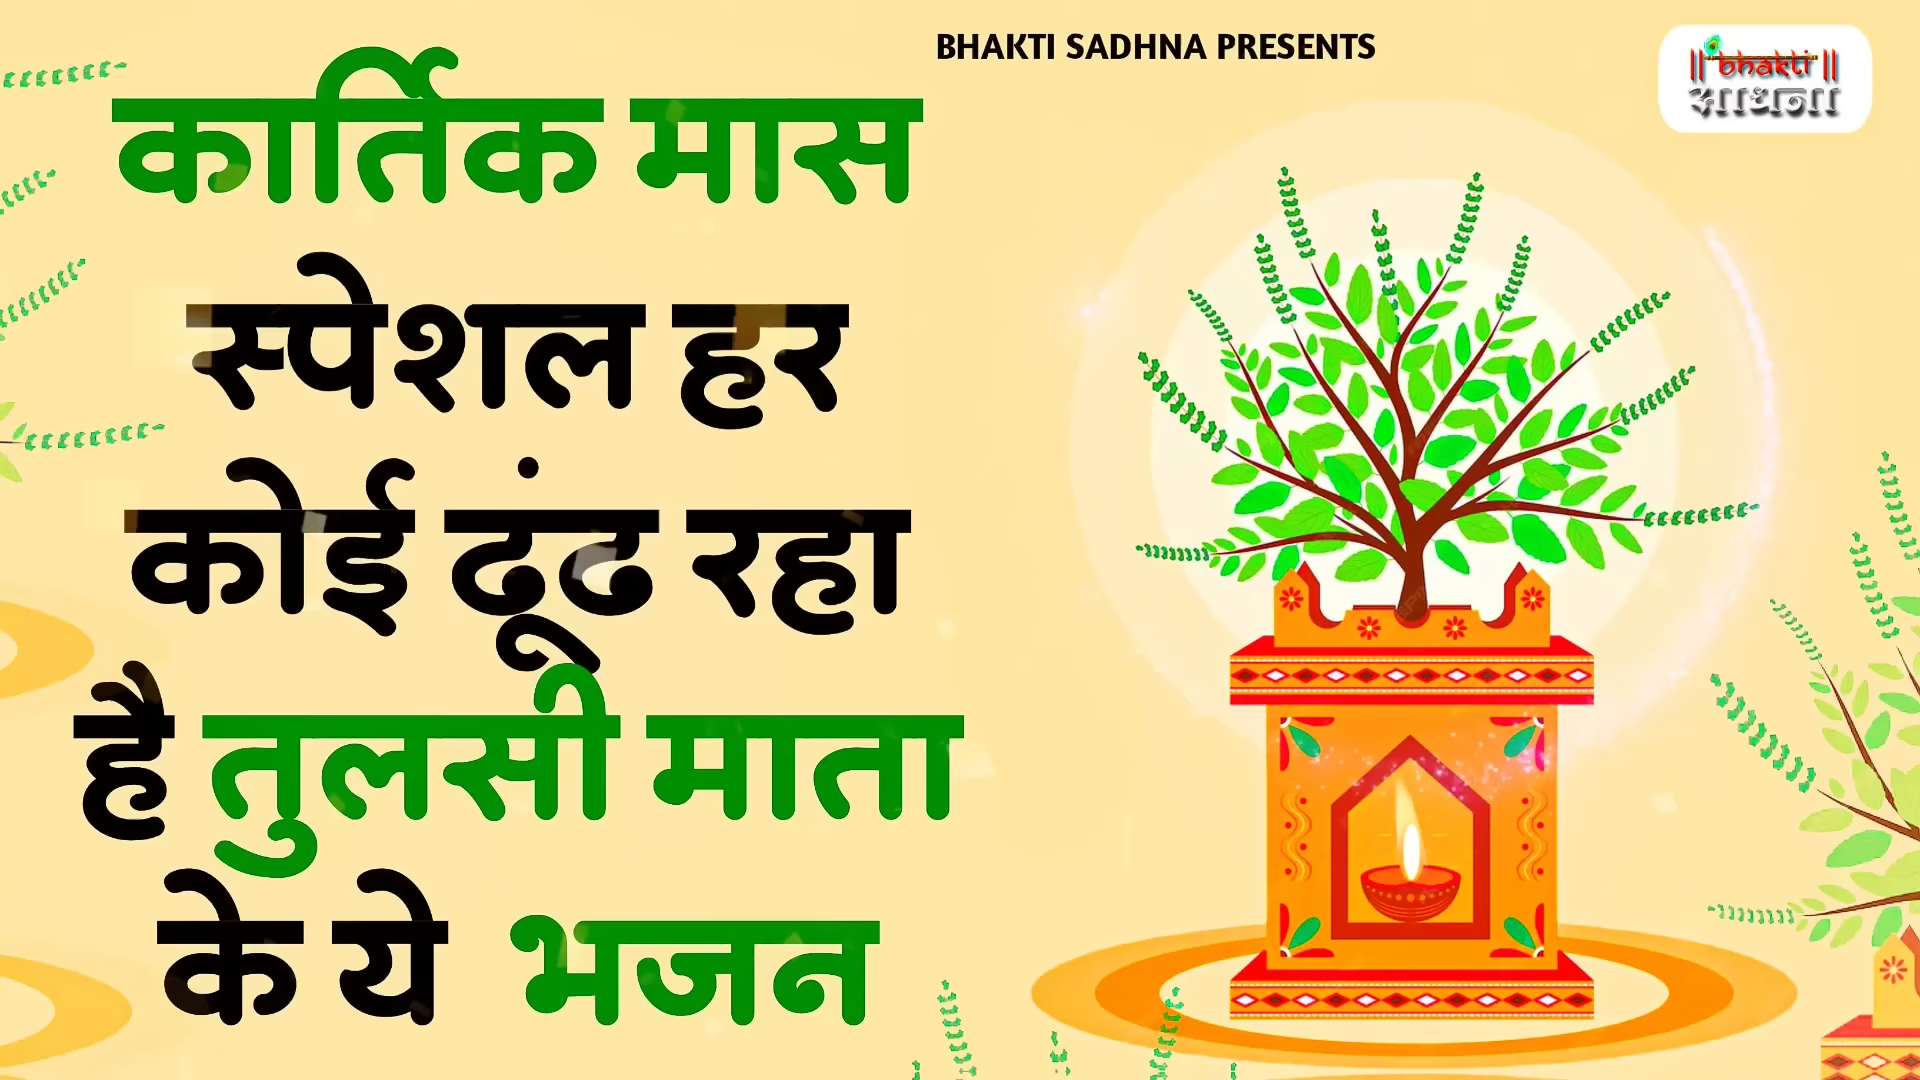 BHAKTI SADHNA PRESENTS
|| bhakti ||
साधना
कार्तिक मास
स्पेशल हर
कोई ढूंढ रहा
है तुलसी माता
के ये भजन